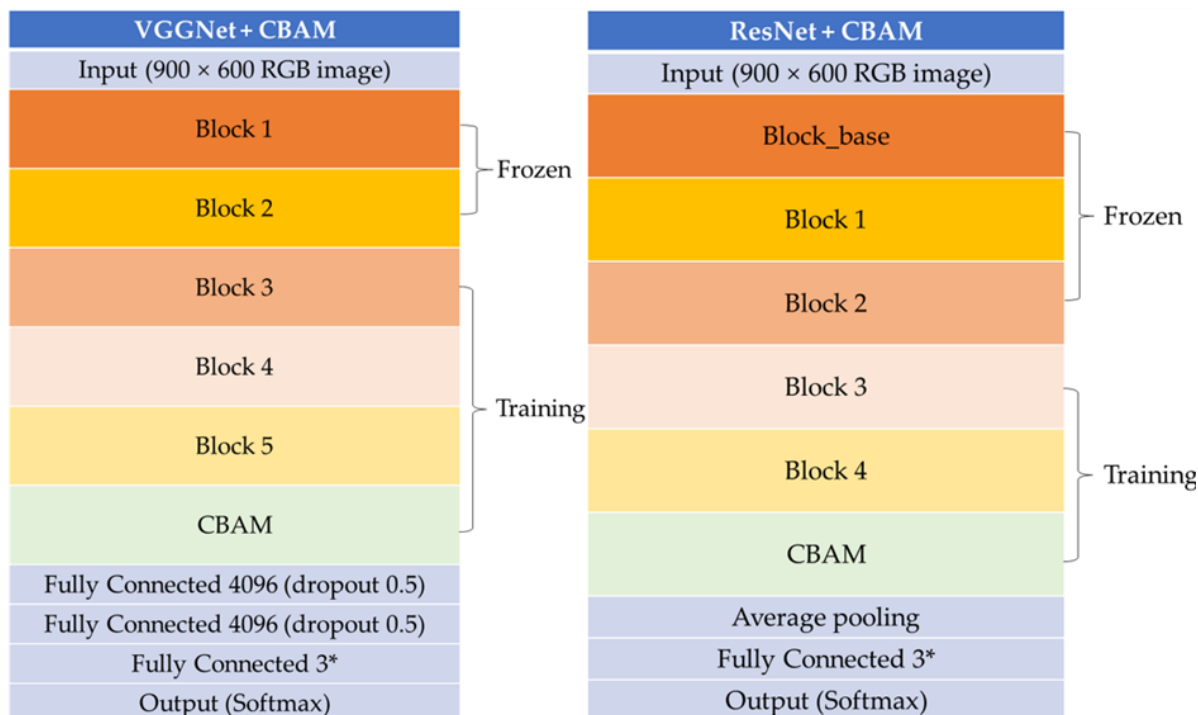 VGGNet + CBAM
Input (900 × 600 RGB image)
Block 1
Block 2
Frozen
Block 3
Block 4
Block 5
CBAM
Training
Fully Connected 4096 (dropout 0.5)
Fully Connected 4096 (dropout 0.5)
Fully Connected 3*
Output (Softmax)
ResNet + CBAM
Input (900 × 600 RGB image)
Block_base
Block 1
Block 2
Frozen
Block 3
Block 4
CBAM
Training
Average pooling
Fully Connected 3*
Output (Softmax)